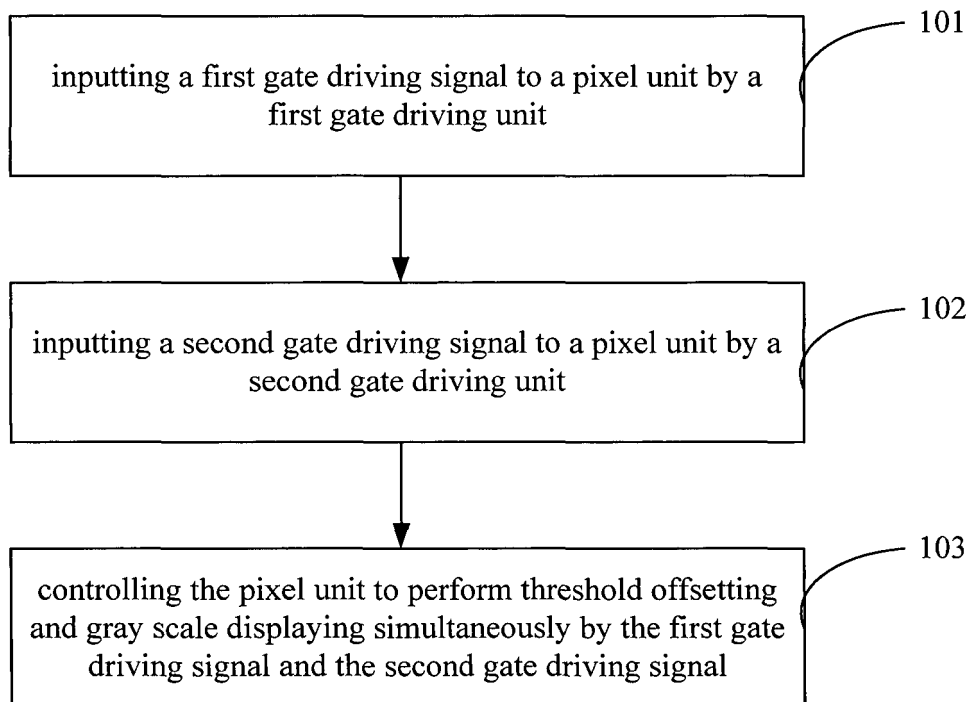 101
inputting a first gate driving signal to a pixel unit by a
first gate driving unit
102
inputting a second gate driving signal to a pixel unit by a
second gate driving unit
103
controlling the pixel unit to perform threshold offsetting
and gray scale displaying simultaneously by the first gate
driving signal and the second gate driving signal